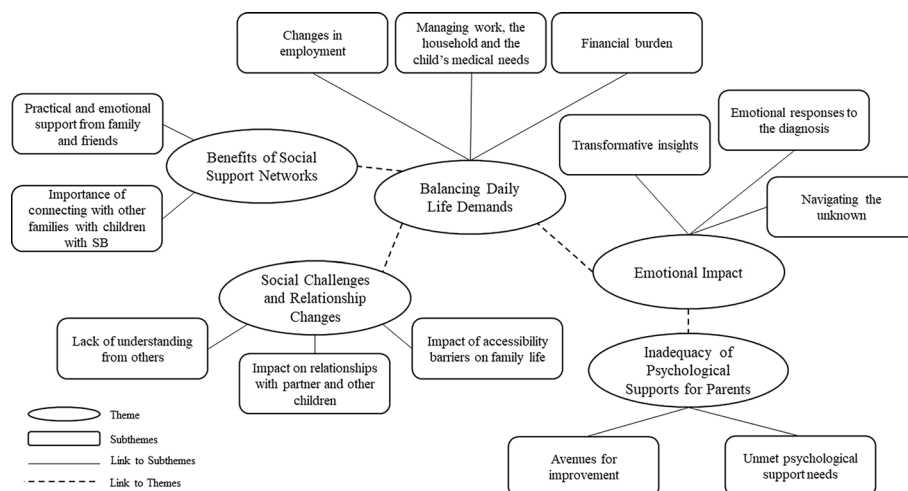 Changes in
employment
Managing work, the
household and the
child's medical needs
Financial burden
Practical and emotional
support from family
and friends
Benefits of Social
Support Networks
Importance of
connecting with other
families with children
with SB
Balancing Daily
Life Demands
Transformative insights
Emotional responses to
the diagnosis
Navigating the
unknown
Emotional Impact
Social Challenges
and Relationship
Changes
Lack of understanding
from others
Impact on relationships
with partner and other
children
Impact of accessibility
barriers on family life
Inadequacy of
Psychological
Supports for Parents
Avenues for
improvement
Unmet psychological
support needs
Theme
Subthemes
Link to Subthemes
Link to Themes